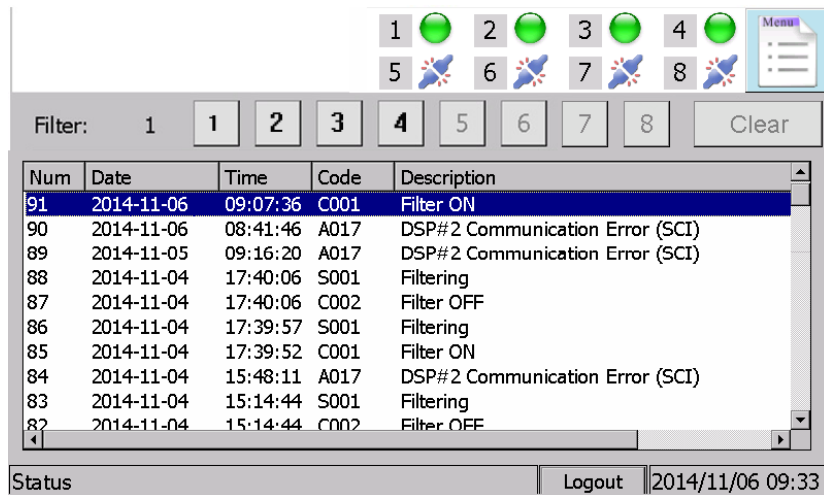 1 2 3 4 Menu
5 6 7 8
Filter: 1 1 2 3 4 5 6 7 8 Clear
Num Date Time Code Description
91 2014-11-06 09:07:36 C001 Filter ON
90 2014-11-06 08:41:46 A017 DSP#2 Communication Error (SCI)
89 2014-11-05 09:16:20 A017 DSP#2 Communication Error (SCI)
88 2014-11-04 17:40:06 S001 Filtering
87 2014-11-04 17:40:06 C002 Filter OFF
86 2014-11-04 17:39:57 S001 Filtering
85 2014-11-04 17:39:52 C001 Filter ON
84 2014-11-04 15:48:11 A017 DSP#2 Communication Error (SCI)
83 2014-11-04 15:14:44 S001 Filtering
82 2014-11-04 15:14:44 C002 Filter OFF
Status Logout 2014/11/06 09:33